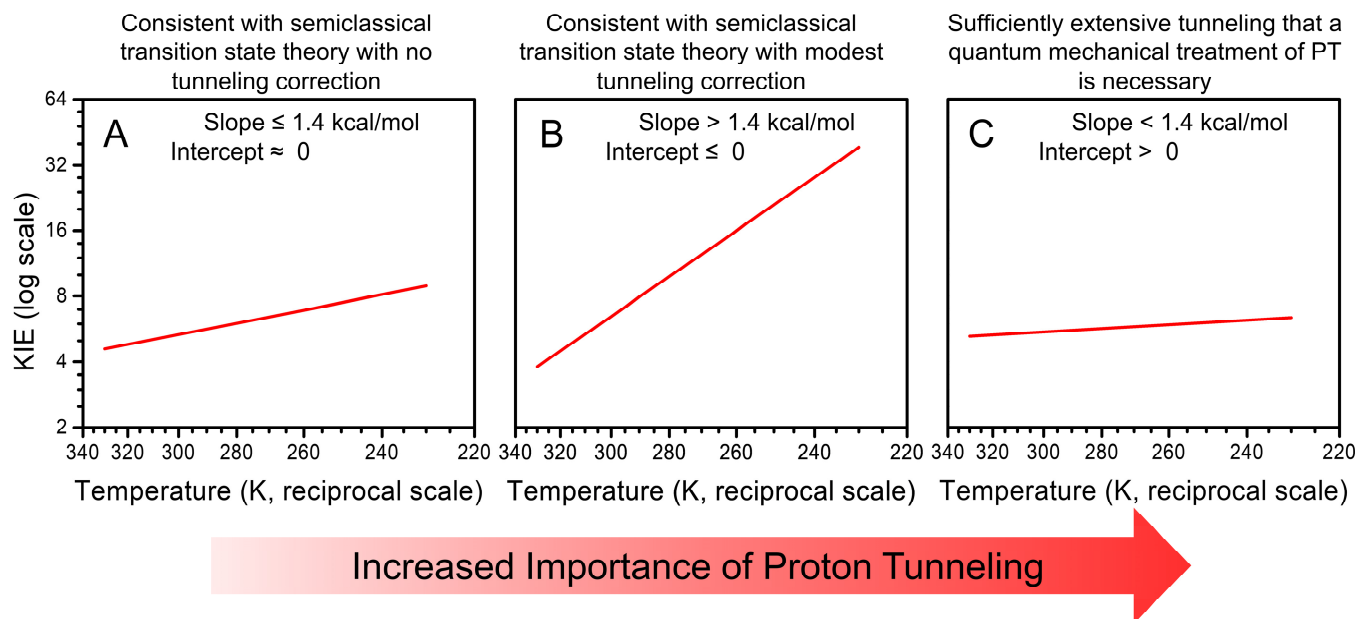 Consistent with semiclassical
transition state theory with no
tunneling correction
Consistent with semiclassical
transition state theory with modest
tunneling correction
Sufficiently extensive tunneling that a
quantum mechanical treatment of PT
is necessary
KIE (log scale)
64
32
16
8
4
2
A
Slope ≤ 1.4 kcal/mol
Intercept ≈ 0
340 320 300 280 260 240 220
Temperature (K, reciprocal scale)
B
Slope > 1.4 kcal/mol
Intercept ≤ 0
340 320 300 280 260 240 220
Temperature (K, reciprocal scale)
C
Slope < 1.4 kcal/mol
Intercept > 0
340 320 300 280 260 240 220
Temperature (K, reciprocal scale)
Increased Importance of Proton Tunneling